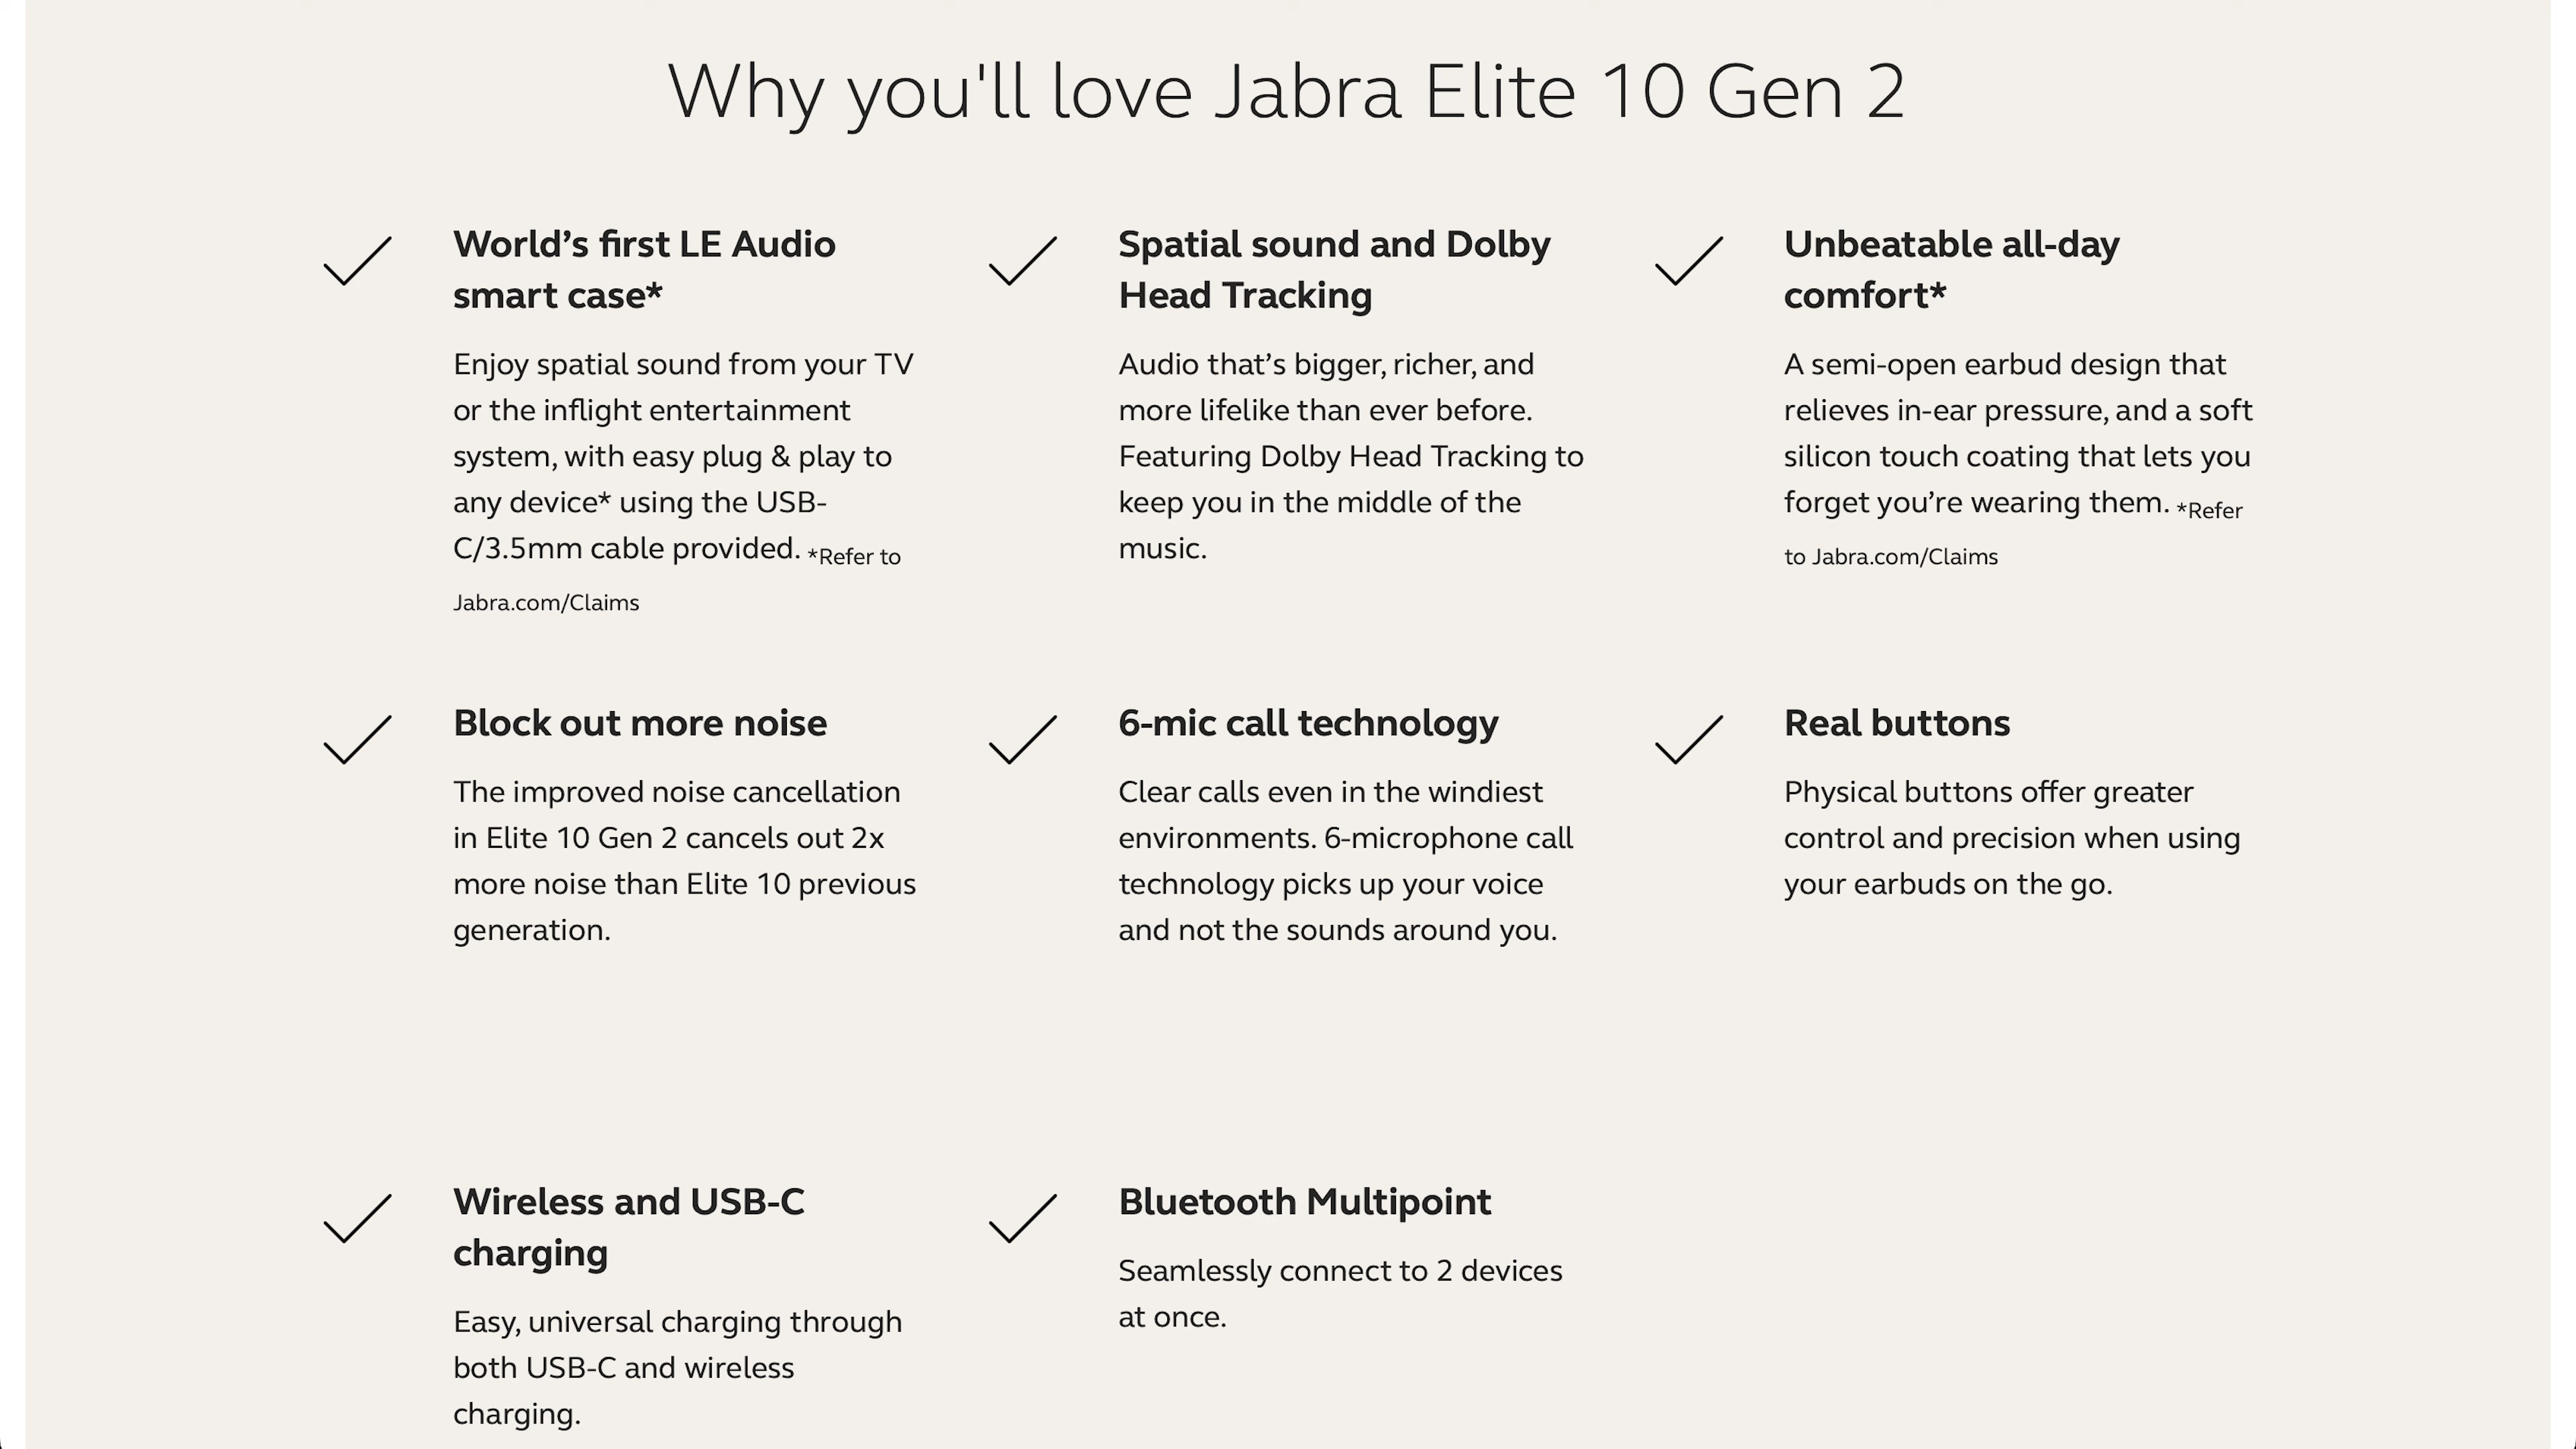 Why you'll love Jabra Elite 10 Gen 2
World’s first LE Audio
smart case*
Enjoy spatial sound from your TV
or the inflight entertainment
system, with easy plug & play to
any device* using the USB-
C/3.5mm cable provided. *Refer to
Jabra.com/Claims
Spatial sound and Dolby
Head Tracking
Audio that’s bigger, richer, and
more lifelike than ever before.
Featuring Dolby Head Tracking to
keep you in the middle of the
music.
Unbeatable all-day
comfort*
A semi-open earbud design that
relieves in-ear pressure, and a soft
silicon touch coating that lets you
forget you’re wearing them. *Refer
to Jabra.com/Claims
Block out more noise
The improved noise cancellation
in Elite 10 Gen 2 cancels out 2x
more noise than Elite 10 previous
generation.
6-mic call technology
Clear calls even in the windiest
environments. 6-microphone call
technology picks up your voice
and not the sounds around you.
Real buttons
Physical buttons offer greater
control and precision when using
your earbuds on the go.
Wireless and USB-C
charging
Easy, universal charging through
both USB-C and wireless
charging.
Bluetooth Multipoint
Seamlessly connect to 2 devices
at once.